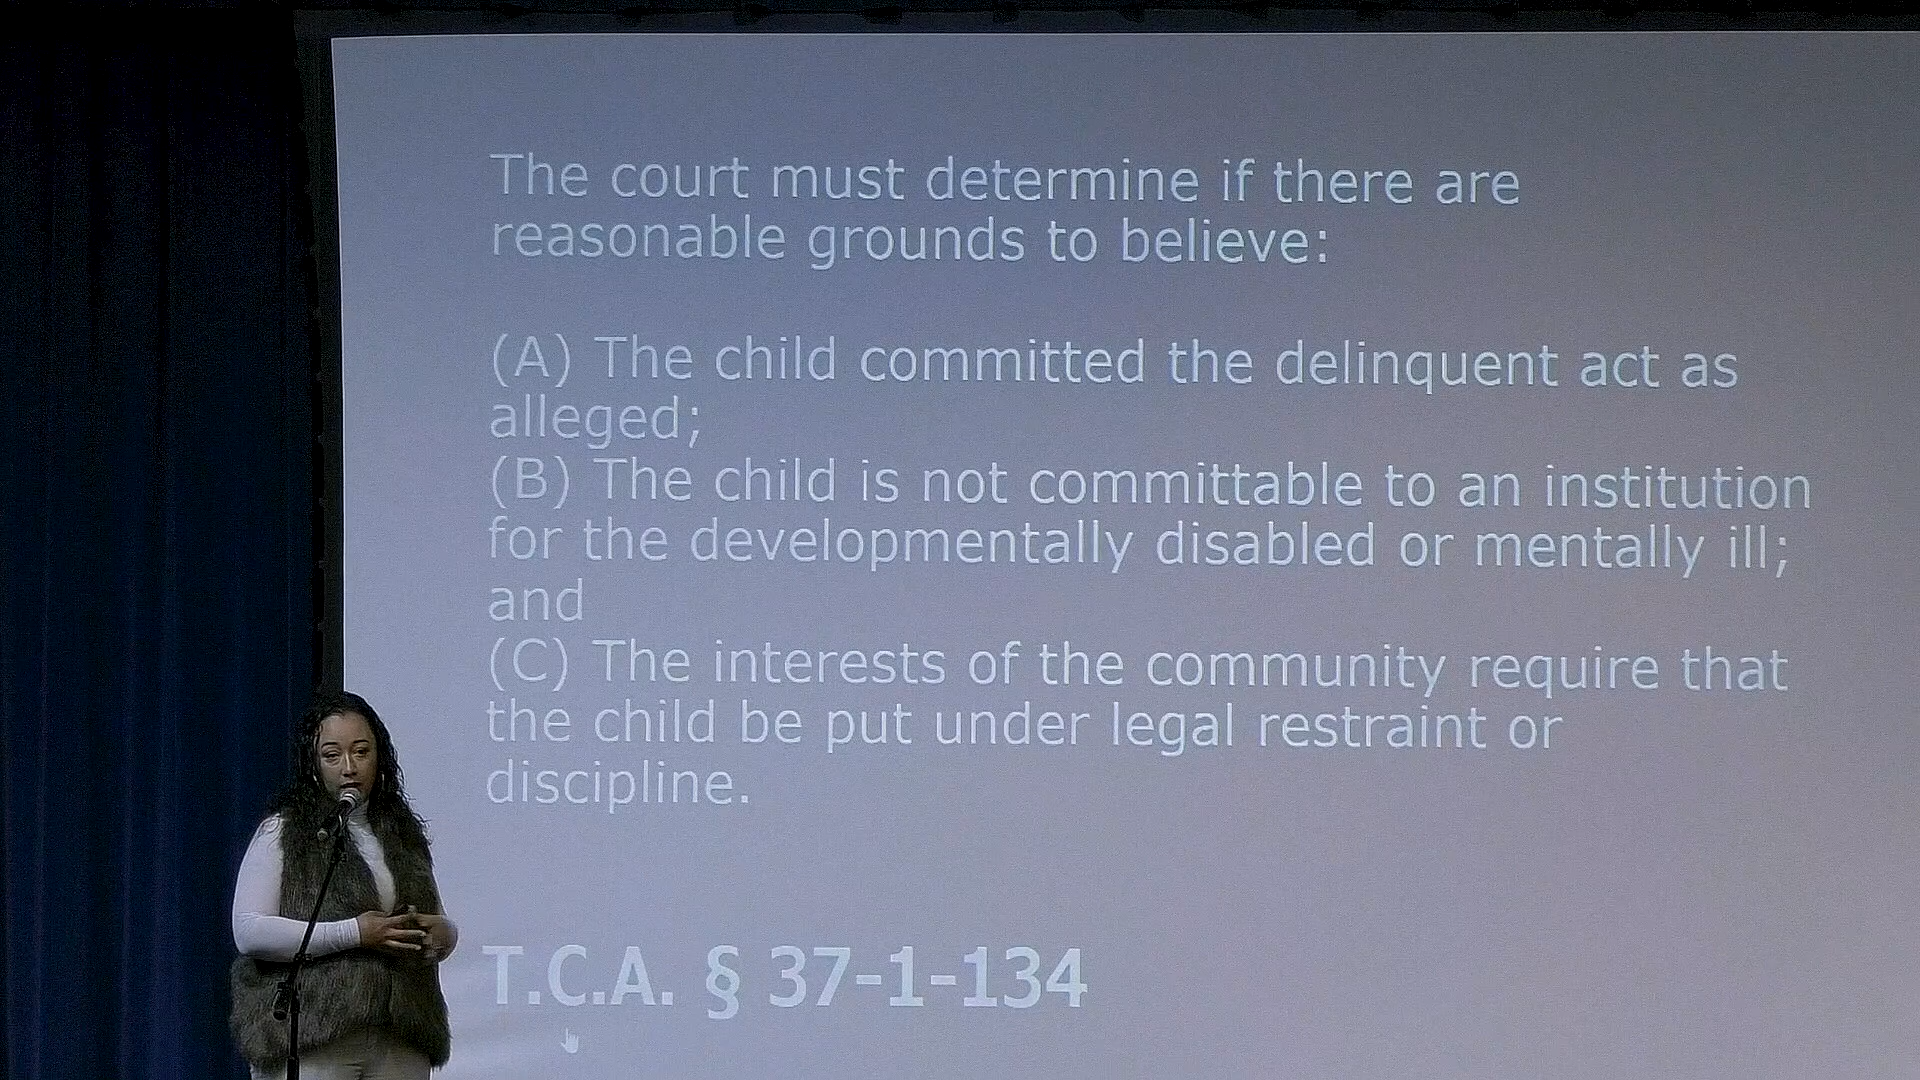 The court must determine if there are
reasonable grounds to believe:
(A) The child committed the delinquent act as
alleged;
(B) The child is not committable to an institution
for the developmentally disabled or mentally ill;
and
(C) The interests of the community require that
the child be put under legal restraint or
discipline.
T.C.A. § 37-1-134